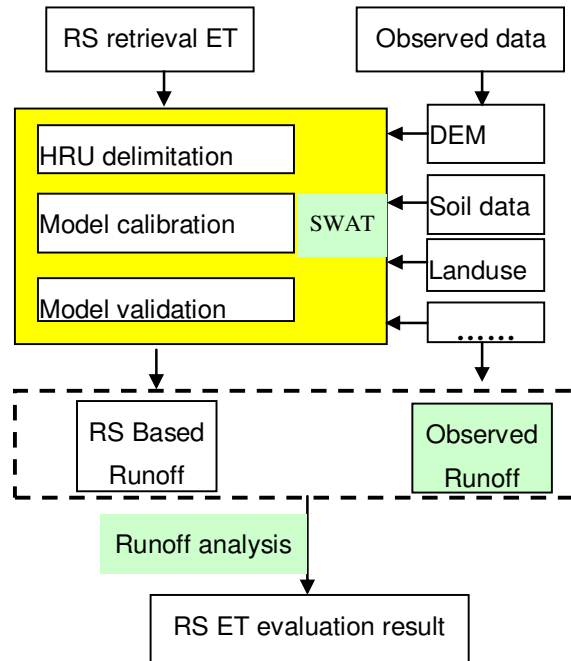 RS retrieval ET
Observed data
HRU delimitation
Model calibration
Model validation
SWAT
DEM
Soil data
Landuse
......
RS Based
Runoff
Observed
Runoff
Runoff analysis
RS ET evaluation result